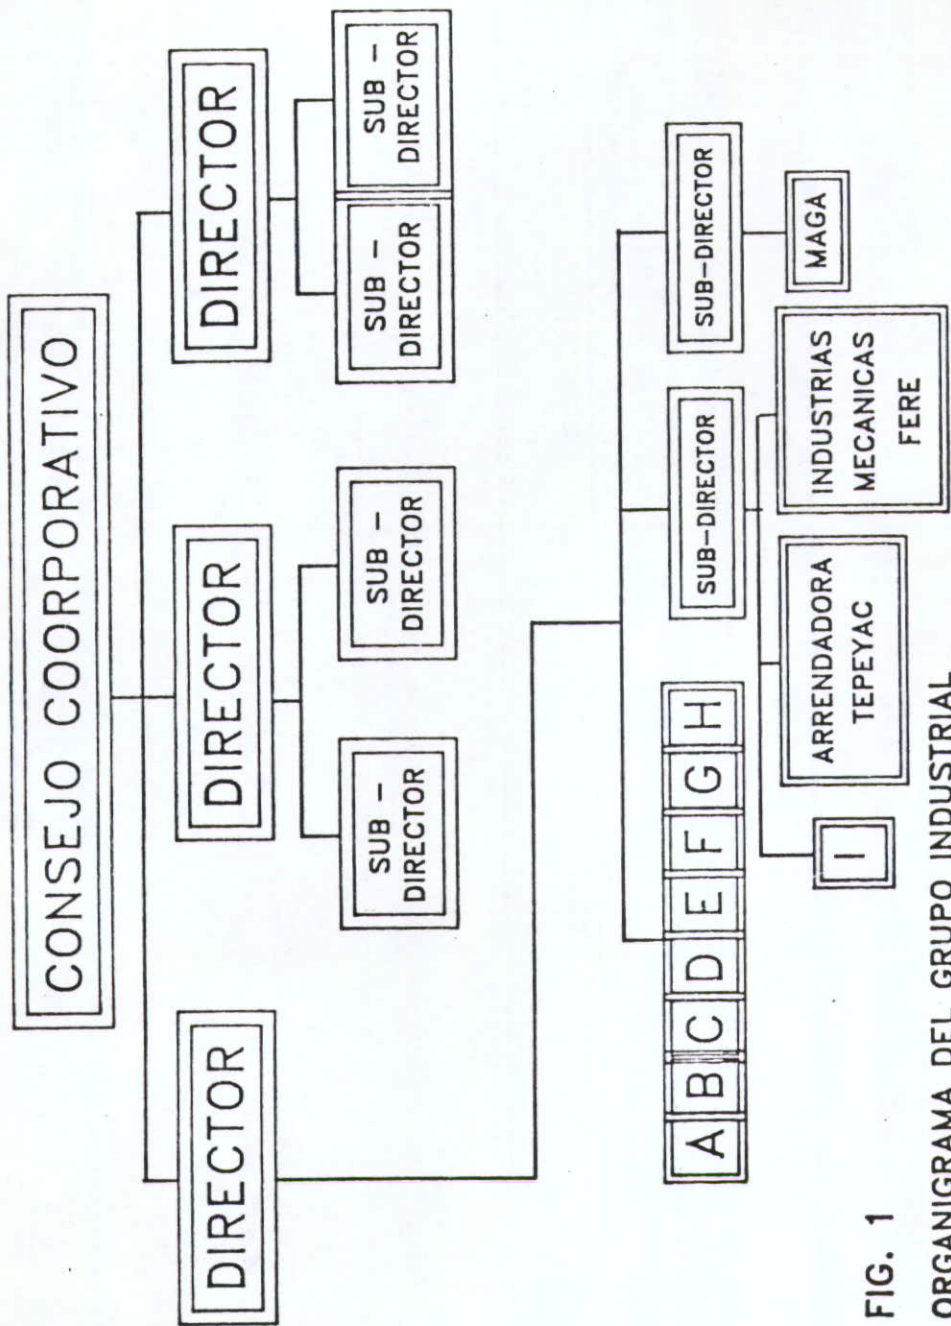 CONSEJO COORPORATIVO
DIRECTOR
DIRECTOR
DIRECTOR
SUB -
DIRECTOR
SUB -
DIRECTOR
SUB -
DIRECTOR
SUB -
DIRECTOR
A B C D E F G H
SUB-DIRECTOR
SUB-DIRECTOR
I
ARRENDADORA
TEPEYAC
INDUSTRIAS
MECANICAS
FERE
MAGA
FIG. 1
ORGANIGRAMA DEL GRUPO INDUSTRIAL